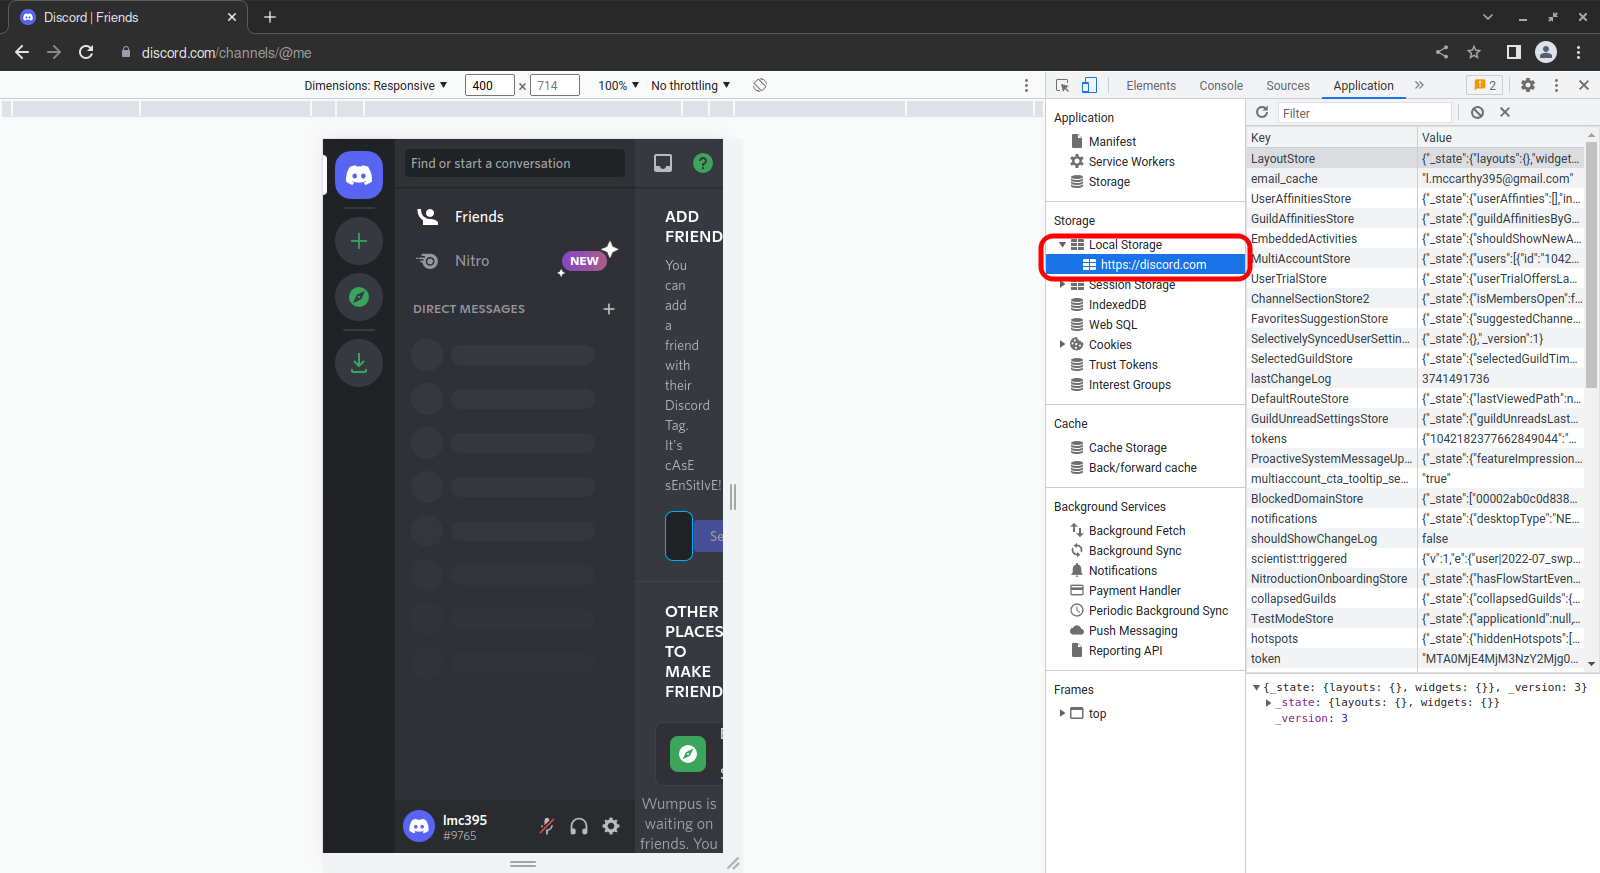 Discord | Friends
discord.com/channels/@me
Dimensions: Responsive 400 × 714 100% No throttling
Elements Console Sources Application 2
Find or start a conversation
Friends
Nitro NEW
DIRECT MESSAGES
ADD
FRIEND
You
can
add
a
friend
with
their
Discord
Tag.
It's
cAsE
sEnSitIvE!
Se
OTHER
PLACES
TO
MAKE
FRIEND
Wumpus is
waiting on
friends. You
lmc395
#9765
Application
Manifest
Service Workers
Storage
Storage
Local Storage
https://discord.com
Session Storage
IndexedDB
Web SQL
Cookies
Trust Tokens
Interest Groups
Cache
Cache Storage
Back/forward cache
Background Services
Background Fetch
Background Sync
Notifications
Payment Handler
Periodic Background Sync
Push Messaging
Reporting API
Frames
top
Filter
Key Value
LayoutStore {"_state":{"layouts":{},"widget...
email_cache "l.mccarthy395@gmail.com"
UserAffinitiesStore {"_state":{"userAffinties":[],"in...
GuildAffinitiesStore {"_state":{"guildAffinitiesByG...
EmbeddedActivities {"_state":{"shouldShowNewA...
MultiAccountStore {"_state":{"users":[{"id":"1042...
UserTrialStore {"_state":{"userTrialOffersLa...
ChannelSectionStore2 {"_state":{"isMembersOpen":f...
FavoritesSuggestionStore {"_state":{"suggestedChanne...
SelectivelySyncedUserSettin... {"_state":{},"_version":1}
SelectedGuildStore {"_state":{"selectedGuildTim...
lastChangeLog 3741491736
DefaultRouteStore {"_state":{"lastViewedPath":n...
GuildUnreadSettingsStore {"_state":{"guildUnreadsLast...
tokens {"1042182377662849044":"...
ProactiveSystemMessageUp... {"_state":{"featureImpression...
multiaccount_cta_tooltip_se... "true"
BlockedDomainStore {"_state":["00002ab0c0d838...
notifications {"_state":{"desktopType":"NE...
shouldShowChangeLog false
scientist:triggered {"v":1,"e":{"user|2022-07_swp...
NitroductionOnboardingStore {"_state":{"hasFlowStartEven...
collapsedGuilds {"_state":{"collapsedGuilds":{...
TestModeStore {"_state":{"applicationId":null,...
hotspots {"_state":{"hiddenHotspots":[...
token "MTA0MjE4MjM3NzY2Mjg0...
{_state: {layouts: {}, widgets: {}}, _version: 3}
_state: {layouts: {}, widgets: {}}
_version: 3